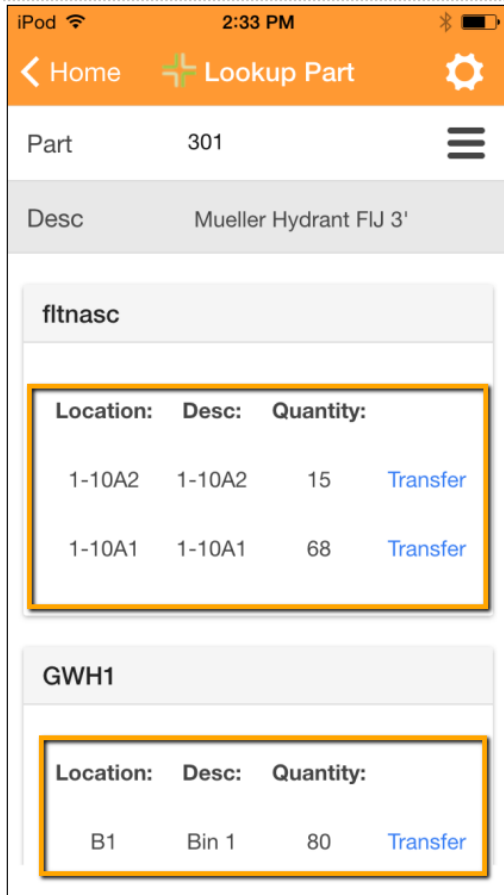 iPod 2:33 PM
Home Lookup Part
Part 301
Desc Mueller Hydrant FlJ 3'
fltnasc
Location: Desc: Quantity:
1-10A2 1-10A2 15 Transfer
1-10A1 1-10A1 68 Transfer
GWH1
Location: Desc: Quantity:
B1 Bin 1 80 Transfer